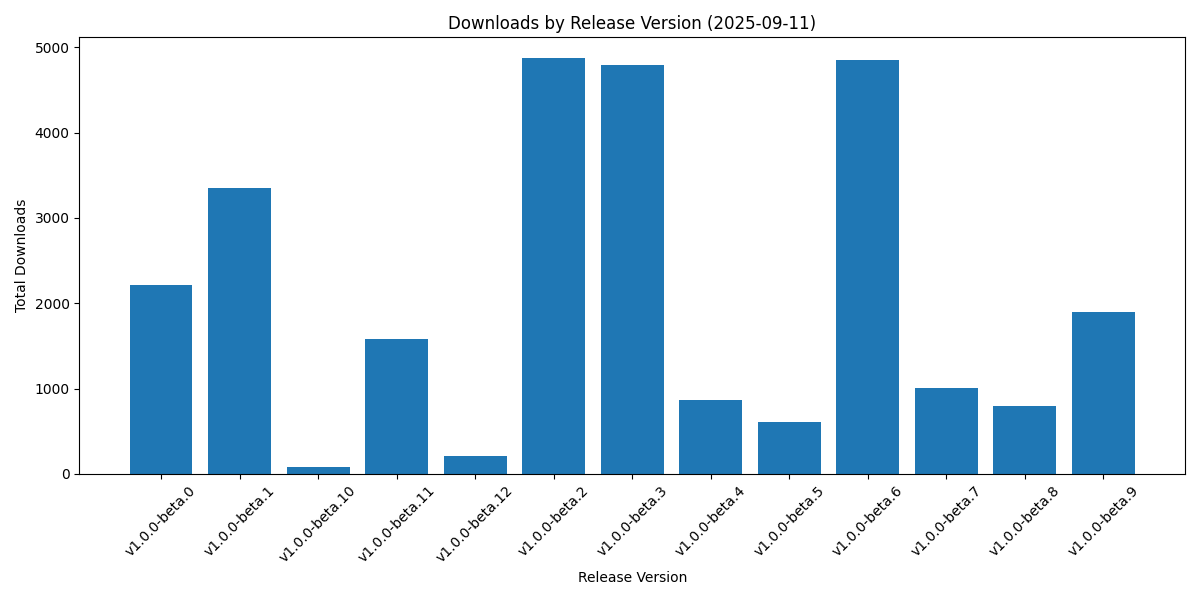 Downloads by Release Version (2025-09-11)
Total Downloads
5000
4000
3000
2000
1000
0
v1.0.0-beta.0
v1.0.0-beta.1
v1.0.0-beta.10
v1.0.0-beta.11
v1.0.0-beta.12
v1.0.0-beta.2
v1.0.0-beta.3
v1.0.0-beta.4
v1.0.0-beta.5
v1.0.0-beta.6
v1.0.0-beta.7
v1.0.0-beta.8
v1.0.0-beta.9
Release Version